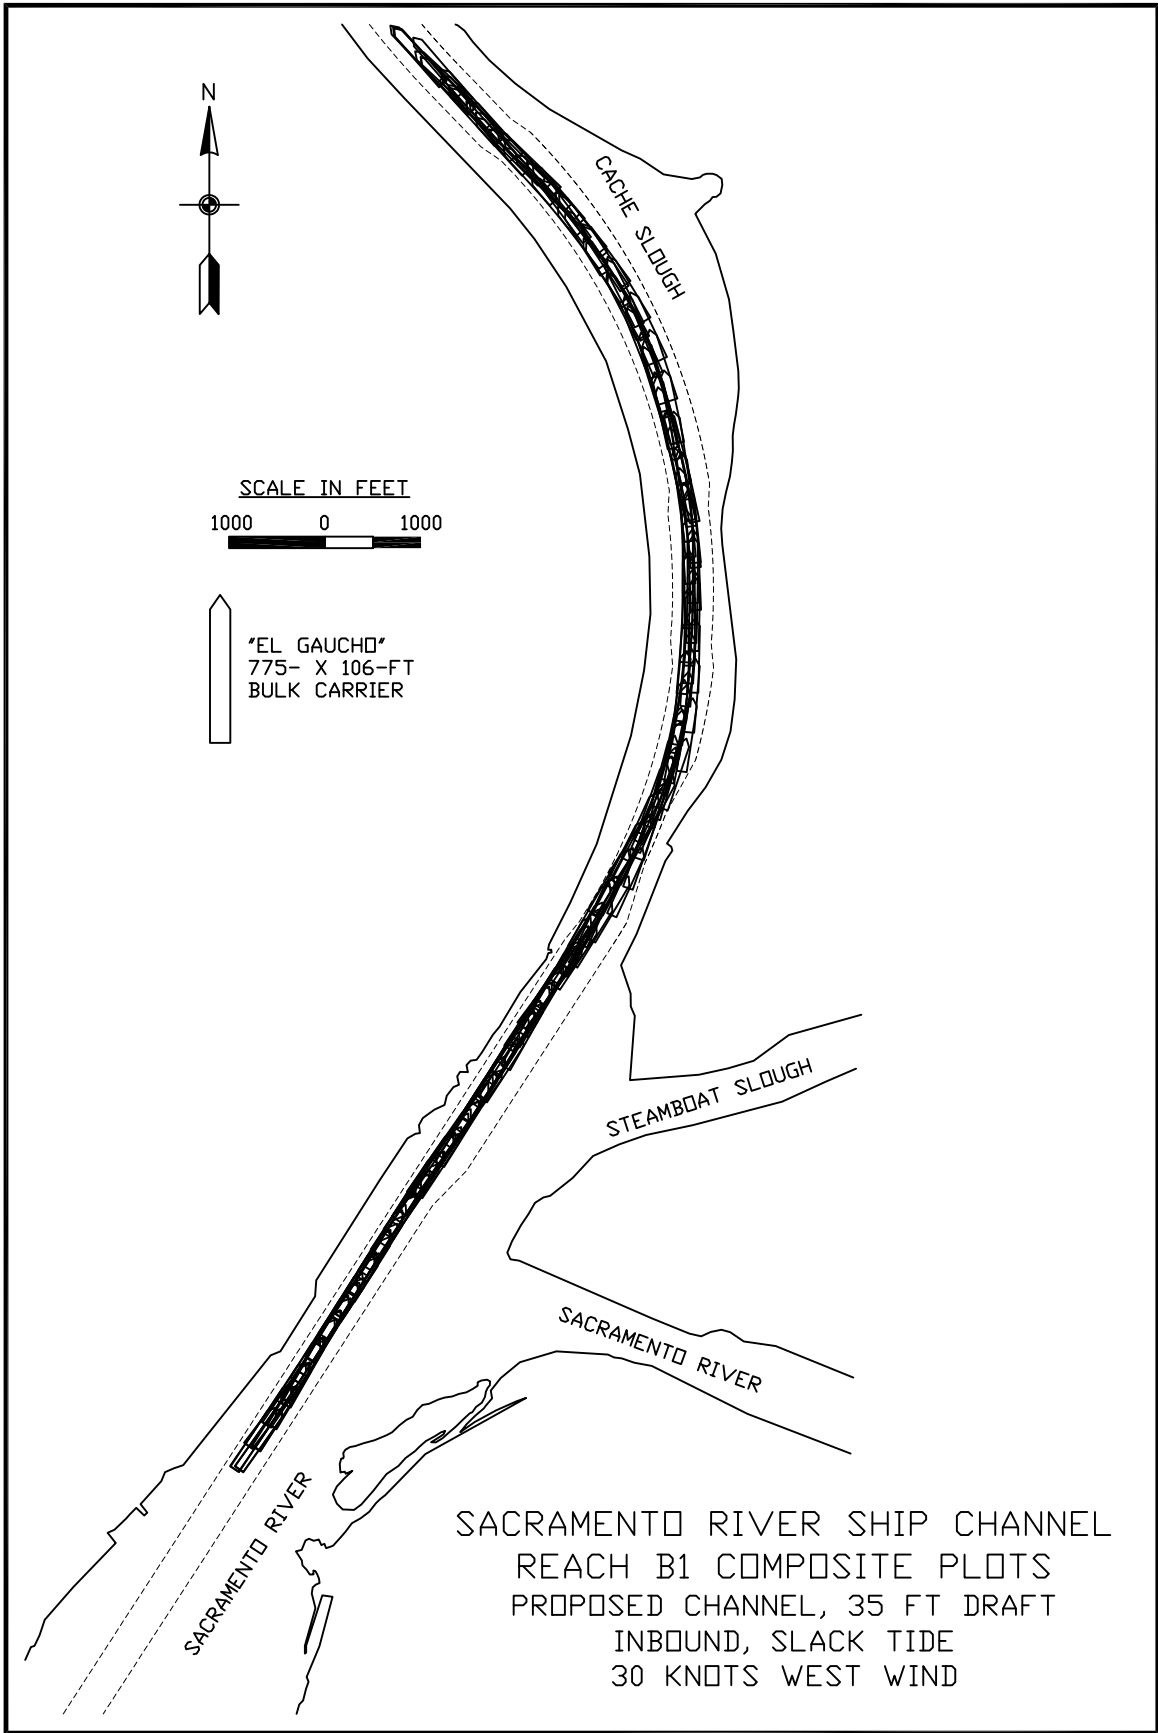 N
CACHE SLOUGH
SCALE IN FEET
1000 0 1000
"EL GAUCHO"
775- X 106-FT
BULK CARRIER
STEAMBOAT SLOUGH
SACRAMENTO RIVER
SACRAMENTO RIVER
SACRAMENTO RIVER SHIP CHANNEL
REACH B1 COMPOSITE PLOTS
PROPOSED CHANNEL, 35 FT DRAFT
INBOUND, SLACK TIDE
30 KNOTS WEST WIND